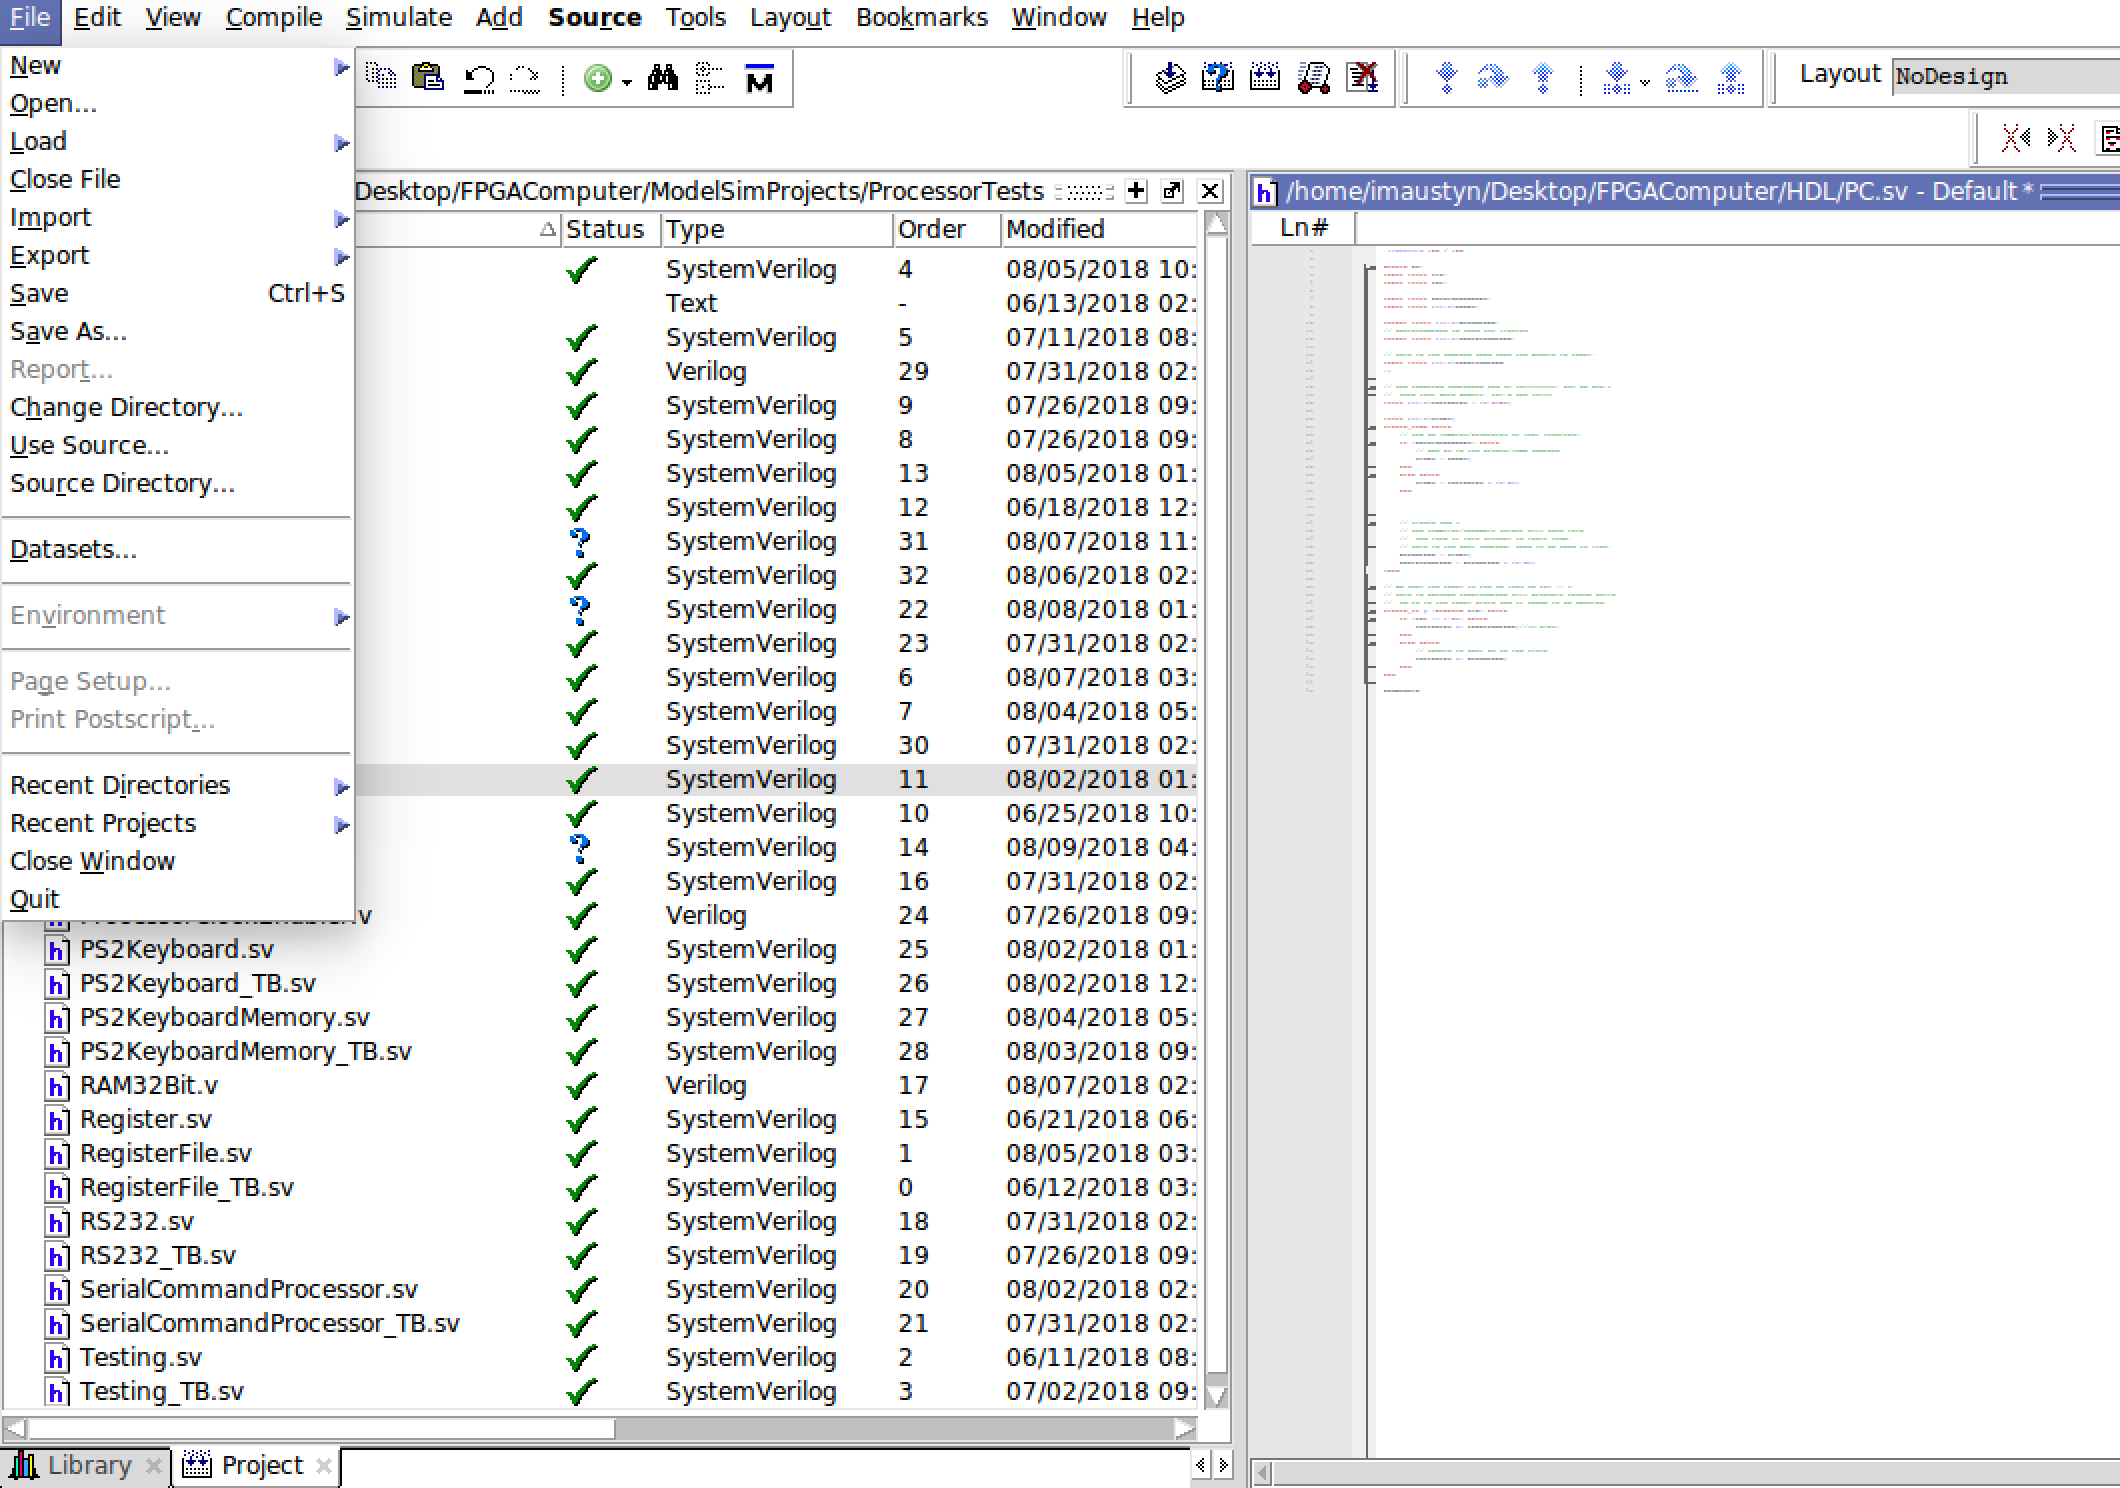 File Edit View Compile Simulate Add Source Tools Layout Bookmarks Window Help
New
Open...
Load
Close File
Import
Export
Save Ctrl+S
Save As...
Report...
Change Directory...
Use Source...
Source Directory...
Datasets...
Environment
Page Setup...
Print Postscript...
Recent Directories
Recent Projects
Close Window
Quit
M
Layout NoDesign
Desktop/FPGAComputer/ModelSimProjects/ProcessorTests
Status Type Order Modified
SystemVerilog 4 08/05/2018 10:
Text - 06/13/2018 02:
SystemVerilog 5 07/11/2018 08:
Verilog 29 07/31/2018 02:
SystemVerilog 9 07/26/2018 09:
SystemVerilog 8 07/26/2018 09:
SystemVerilog 13 08/05/2018 01:
SystemVerilog 12 06/18/2018 12:
? SystemVerilog 31 08/07/2018 11:
SystemVerilog 32 08/06/2018 02:
? SystemVerilog 22 08/08/2018 01:
SystemVerilog 23 07/31/2018 02:
SystemVerilog 6 08/07/2018 03:
SystemVerilog 7 08/04/2018 05:
SystemVerilog 30 07/31/2018 02:
SystemVerilog 11 08/02/2018 01:
SystemVerilog 10 06/25/2018 10:
? SystemVerilog 14 08/09/2018 04:
SystemVerilog 16 07/31/2018 02:
Verilog 24 07/26/2018 09:
PS2Keyboard.sv SystemVerilog 25 08/02/2018 01:
PS2Keyboard_TB.sv SystemVerilog 26 08/02/2018 12:
PS2KeyboardMemory.sv SystemVerilog 27 08/04/2018 05:
PS2KeyboardMemory_TB.sv SystemVerilog 28 08/03/2018 09:
RAM32Bit.v Verilog 17 08/07/2018 02:
Register.sv SystemVerilog 15 06/21/2018 06:
RegisterFile.sv SystemVerilog 1 08/05/2018 03:
RegisterFile_TB.sv SystemVerilog 0 06/12/2018 03:
RS232.sv SystemVerilog 18 07/31/2018 02:
RS232_TB.sv SystemVerilog 19 07/26/2018 09:
SerialCommandProcessor.sv SystemVerilog 20 08/02/2018 02:
SerialCommandProcessor_TB.sv SystemVerilog 21 07/31/2018 02:
Testing.sv SystemVerilog 2 06/11/2018 08:
Testing_TB.sv SystemVerilog 3 07/02/2018 09:
Library Project
/home/imaustyn/Desktop/FPGAComputer/HDL/PC.sv - Default *
Ln#